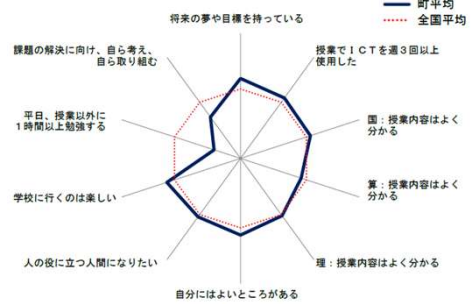 町平均
全国平均
将来の夢や目標を持っている
授業でＩＣＴを週３回以上
使用した
国：授業内容はよく
分かる
算：授業内容はよく
分かる
理：授業内容はよく分かる
自分にはよいところがある
人の役に立つ人間になりたい
学校に行くのは楽しい
平日、授業以外に
１時間以上勉強する
課題の解決に向け、自ら考え、
自ら取り組む